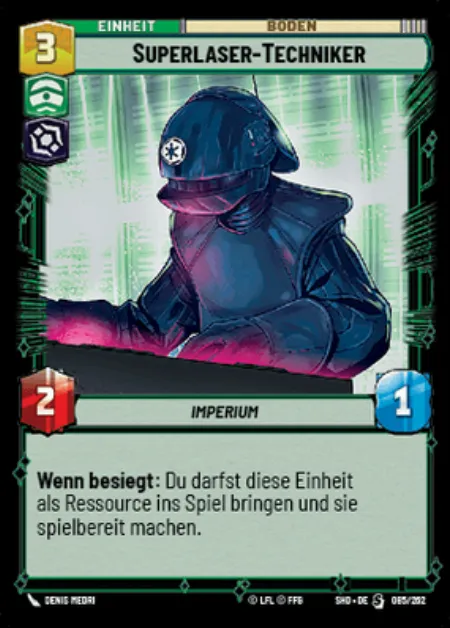 EINHEIT
BODEN
3
SUPERLASER-TECHNIKER
2
IMPERIUM
1
Wenn besiegt: Du darfst diese Einheit
als Ressource ins Spiel bringen und sie
spielbereit machen.
DENIS MEDRI
© LFL © FFG
SHD • DE
S
085/262